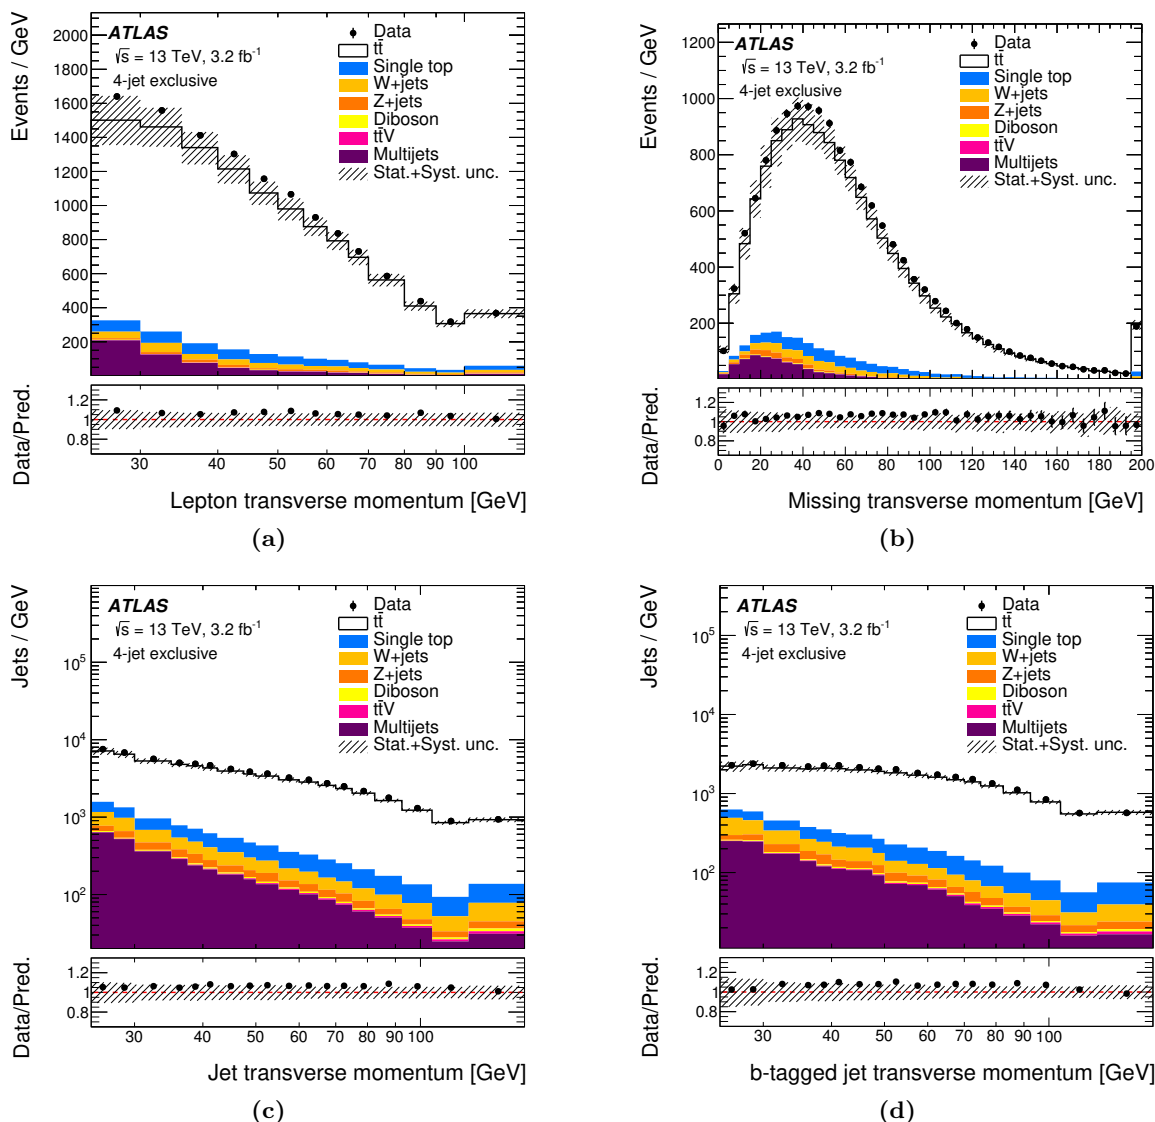 ATLAS
√s = 13 TeV, 3.2 fb⁻¹
4-jet exclusive
Data
tt̄
Single top
W+jets
Z+jets
Diboson
tt̄V
Multijets
Stat.+Syst. unc.
Events / GeV
2000
1800
1600
1400
1200
1000
800
600
400
200
Data/Pred.
1.2
1
0.8
30 40 50 60 70 80 90 100
Lepton transverse momentum [GeV]
(a)
ATLAS
√s = 13 TeV, 3.2 fb⁻¹
4-jet exclusive
Data
tt̄
Single top
W+jets
Z+jets
Diboson
tt̄V
Multijets
Stat.+Syst. unc.
Events / GeV
1200
1000
800
600
400
200
Data/Pred.
1.2
1
0.8
0 20 40 60 80 100 120 140 160 180 200
Missing transverse momentum [GeV]
(b)
ATLAS
√s = 13 TeV, 3.2 fb⁻¹
4-jet exclusive
Data
tt̄
Single top
W+jets
Z+jets
Diboson
tt̄V
Multijets
Stat.+Syst. unc.
Jets / GeV
10⁵
10⁴
10³
10²
Data/Pred.
1.2
1
0.8
30 40 50 60 70 80 90 100
Jet transverse momentum [GeV]
(c)
ATLAS
√s = 13 TeV, 3.2 fb⁻¹
4-jet exclusive
Data
tt̄
Single top
W+jets
Z+jets
Diboson
tt̄V
Multijets
Stat.+Syst. unc.
Jets / GeV
10⁵
10⁴
10³
10²
Data/Pred.
1.2
1
0.8
30 40 50 60 70 80 90 100
b-tagged jet transverse momentum [GeV]
(d)